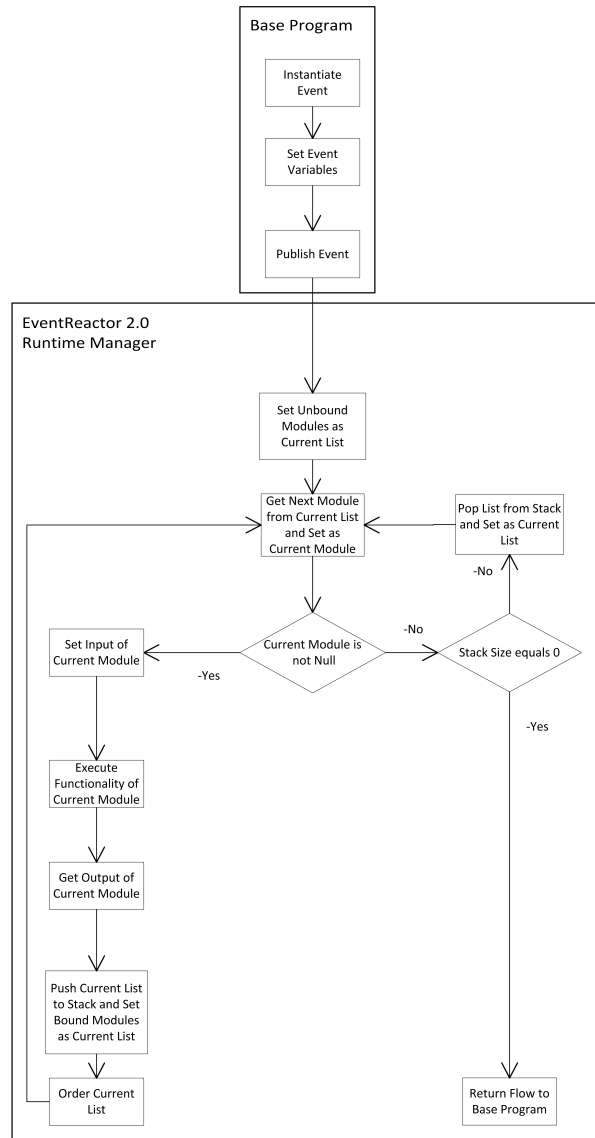 Base Program
Instantiate
Event
Set Event
Variables
Publish Event
EventReactor 2.0
Runtime Manager
Set Unbound
Modules as
Current List
Get Next Module
from Current List
and Set as
Current Module
Pop List from Stack
and Set as Current
List
-No
Current Module is
not Null
-No
Stack Size equals 0
Set Input of
Current Module
-Yes
-Yes
Execute
Functionality of
Current Module
Get Output of
Current Module
Push Current List
to Stack and Set
Bound Modules
as Current List
Order Current
List
Return Flow to
Base Program